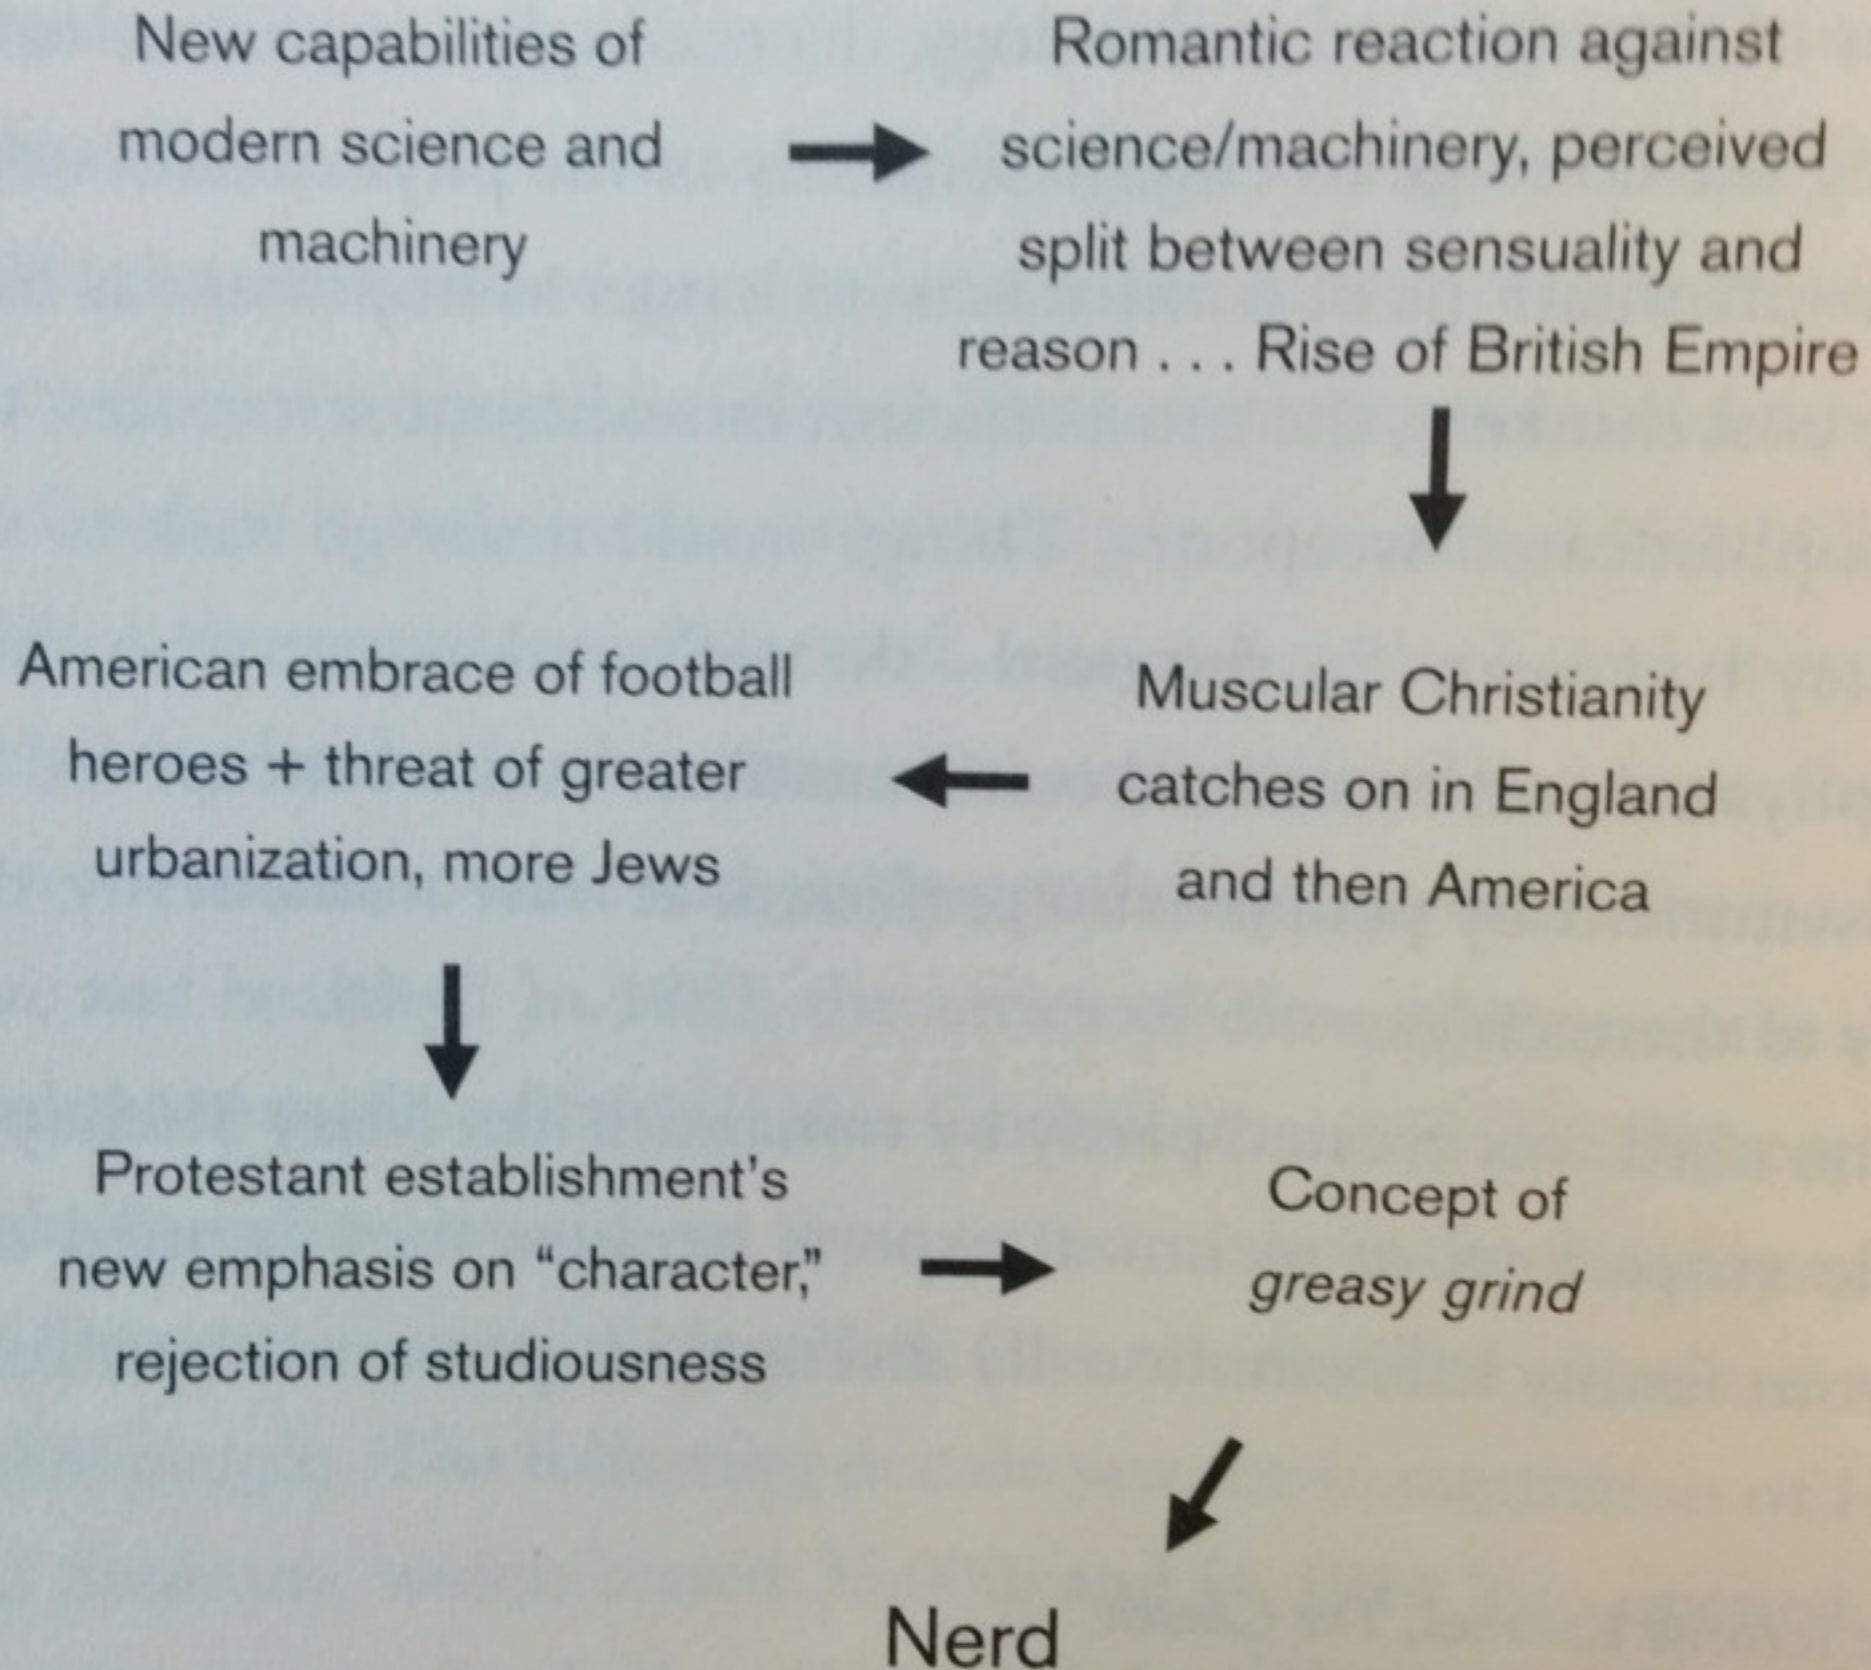 New capabilities of
modern science and
machinery
Romantic reaction against
science/machinery, perceived
split between sensuality and
reason . . . Rise of British Empire
Muscular Christianity
catches on in England
and then America
American embrace of football
heroes + threat of greater
urbanization, more Jews
Protestant establishment's
new emphasis on “character,”
rejection of studiousness
Concept of
greasy grind
Nerd